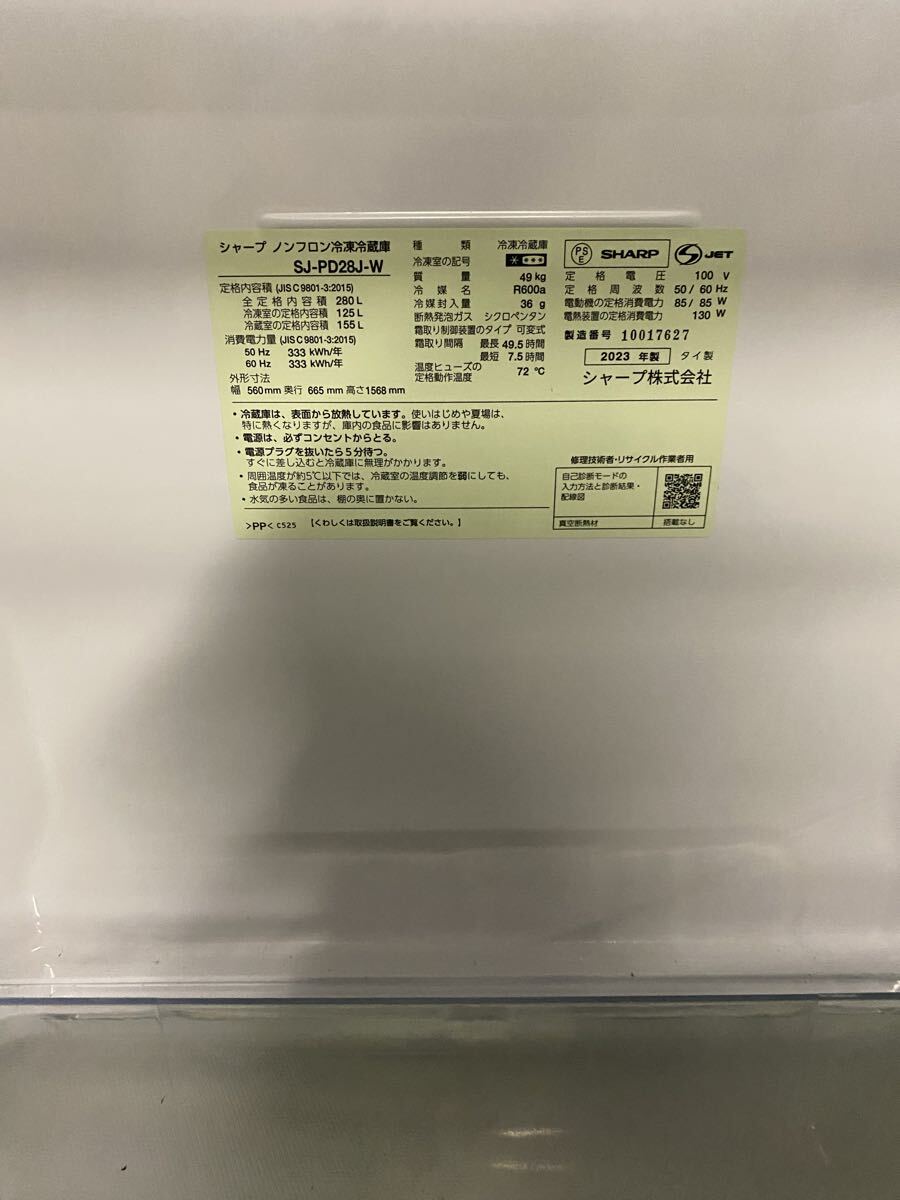 シャープ ノンフロン冷凍冷蔵庫
SJ-PD28J-W
定格内容積 (JIS C 9801-3:2015)
全定格内容積 280 L
冷凍室の定格内容積 125 L
冷蔵室の定格内容積 155 L
消費電力量 (JIS C 9801-3:2015)
50 Hz 333 kWh/年
60 Hz 333 kWh/年
外形寸法
幅 560mm 奥行 665 mm 高さ1568 mm
種類 冷凍冷蔵庫
冷凍室の記号
質量 49 kg
冷媒名 R600a
冷媒封入量 36 g
断熱発泡ガス シクロペンタン
霜取り制御装置のタイプ 可変式
霜取り間隔 最長 49.5 時間
最短 7.5 時間
温度ヒューズの
定格動作温度 72 ℃
PS
E
SHARP
JET
定格電圧 100 V
定格周波数 50 / 60 Hz
電動機の定格消費電力 85 / 85 W
電熱装置の定格消費電力 130 W
製造番号 10017627
2023 年製 タイ製
シャープ株式会社
・冷蔵庫は、表面から放熱しています。使いはじめや夏場は、
特に熱くなりますが、庫内の食品に影響はありません。
・電源は、必ずコンセントからとる。
・電源プラグを抜いたら5分待つ。
すぐに差し込むと冷蔵庫に無理がかかります。
・周囲温度が約5℃以下では、冷蔵室の温度調節を弱にしても、
食品が凍ることがあります。
・水気の多い食品は、棚の奥に置かない。
>PP< C525 【くわしくは取扱説明書をご覧ください。】
修理技術者・リサイクル作業者用
自己診断モードの
入力方法と診断結果・
配線図
真空断熱材 搭載なし